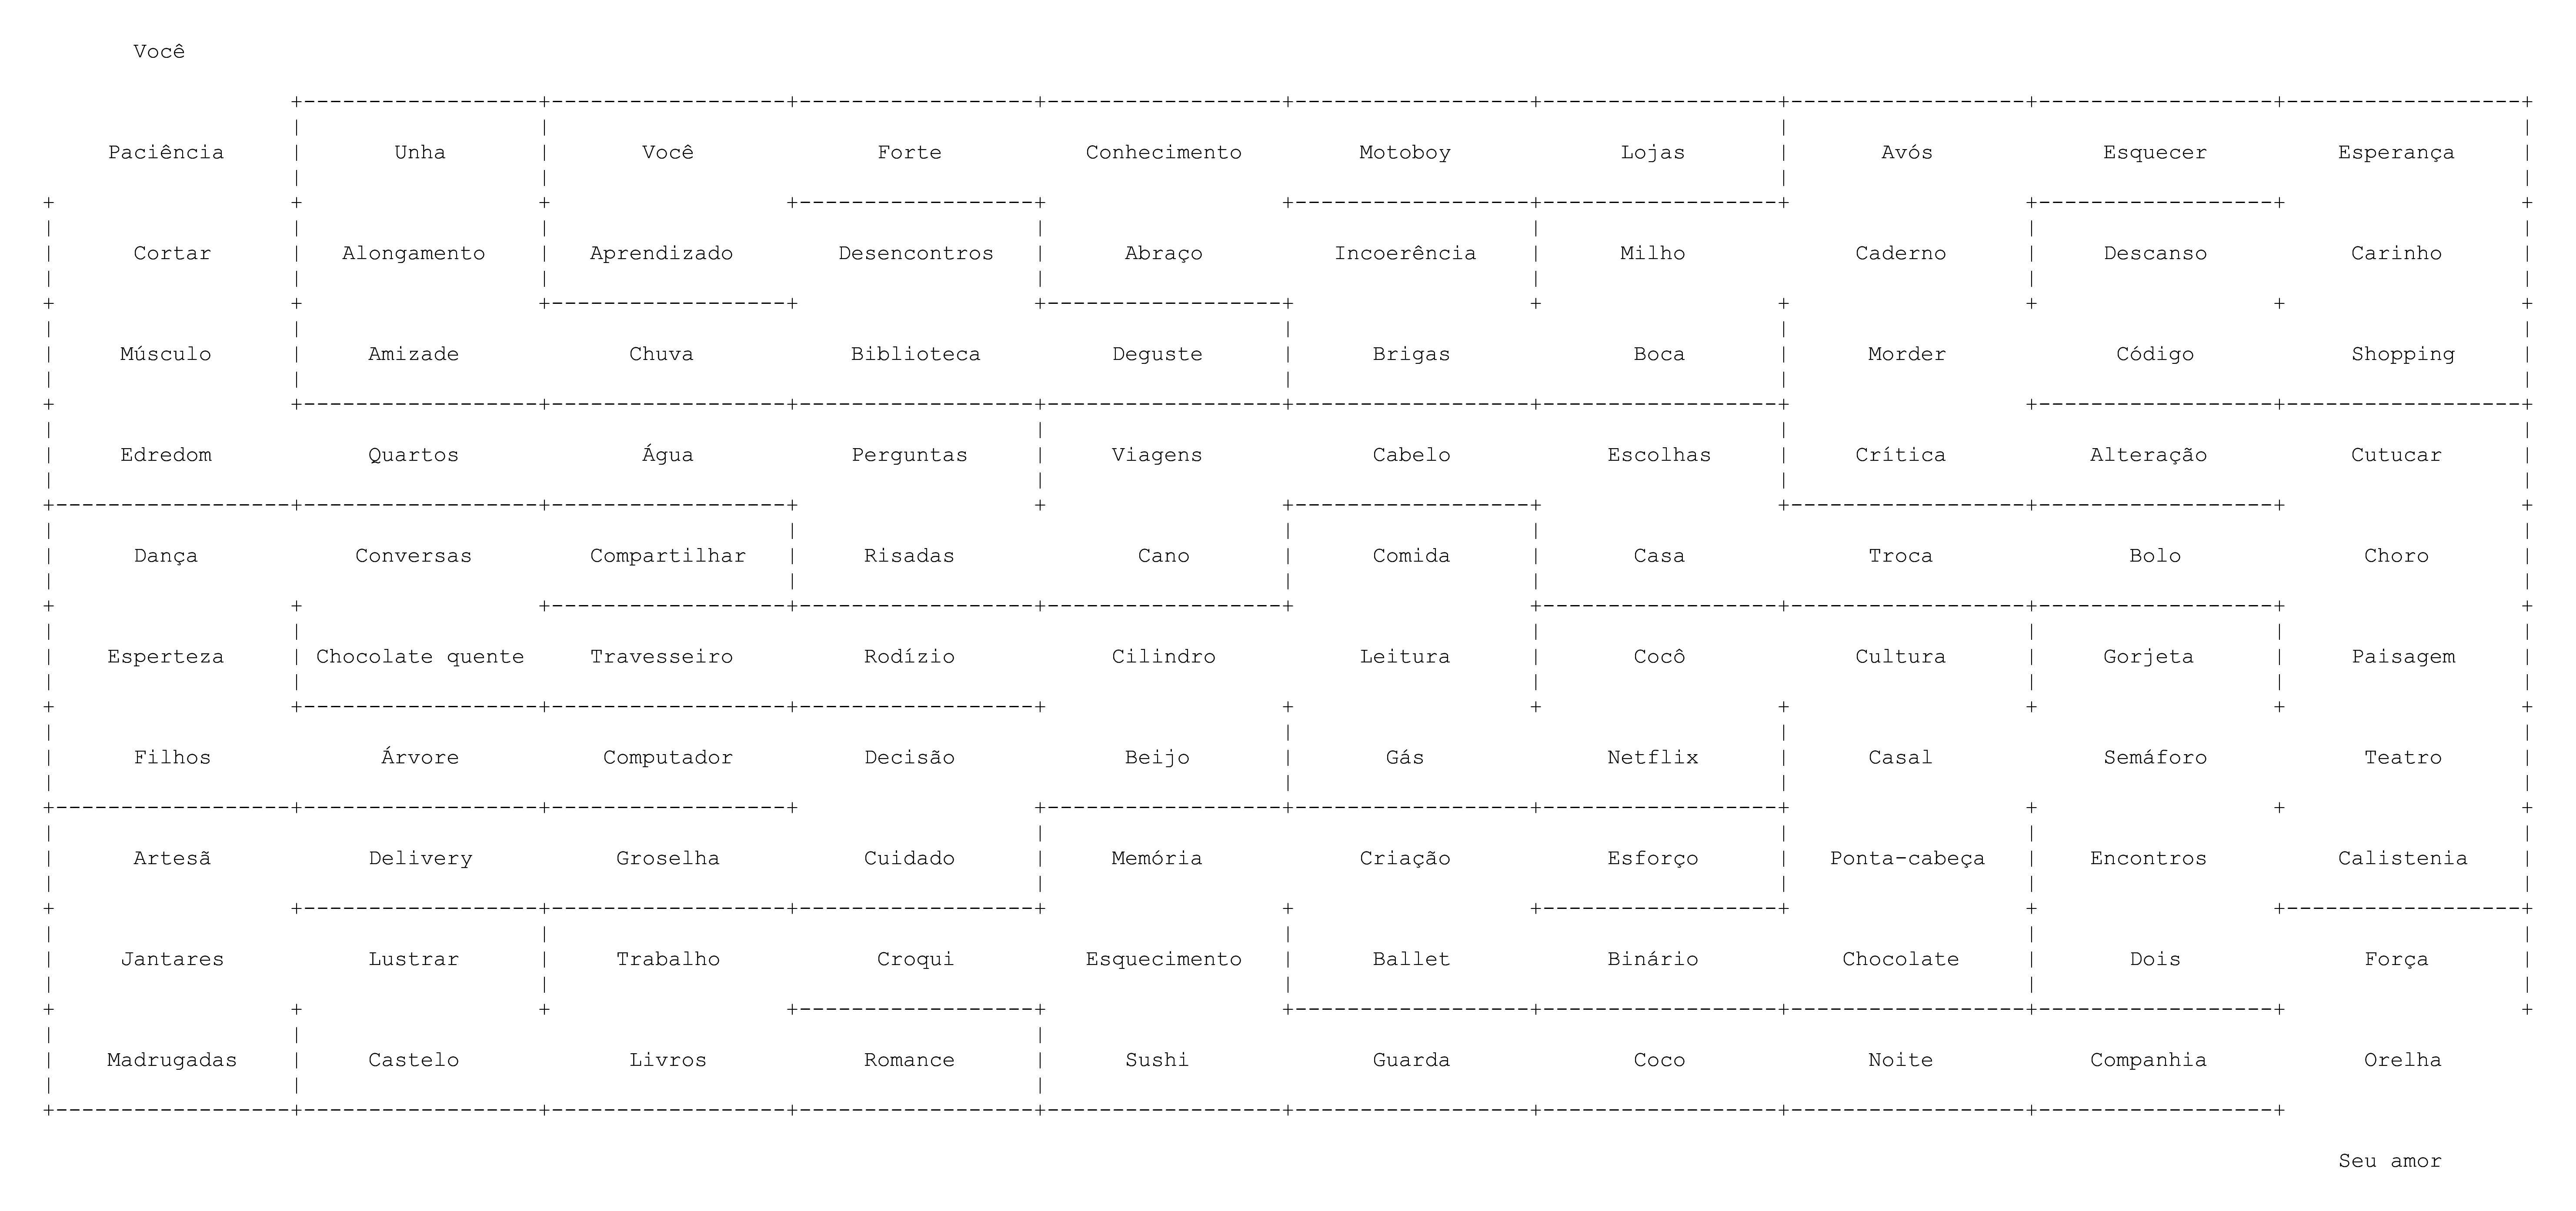 Você
Paciência Unha Você Forte Conhecimento Motoboy Lojas Avós Esquecer Esperança
Cortar Alongamento Aprendizado Desencontros Abraço Incoerência Milho Caderno Descanso Carinho
Músculo Amizade Chuva Biblioteca Deguste Brigas Boca Morder Código Shopping
Edredom Quartos Água Perguntas Viagens Cabelo Escolhas Crítica Alteração Cutucar
Dança Conversas Compartilhar Risadas Cano Comida Casa Troca Bolo Choro
Esperteza Chocolate quente Travesseiro Rodízio Cilindro Leitura Cocô Cultura Gorjeta Paisagem
Filhos Árvore Computador Decisão Beijo Gás Netflix Casal Semáforo Teatro
Artesã Delivery Groselha Cuidado Memória Criação Esforço Ponta-cabeça Encontros Calistenia
Jantares Lustrar Trabalho Croqui Esquecimento Ballet Binário Chocolate Dois Força
Madrugadas Castelo Livros Romance Sushi Guarda Coco Noite Companhia Orelha
Seu amor